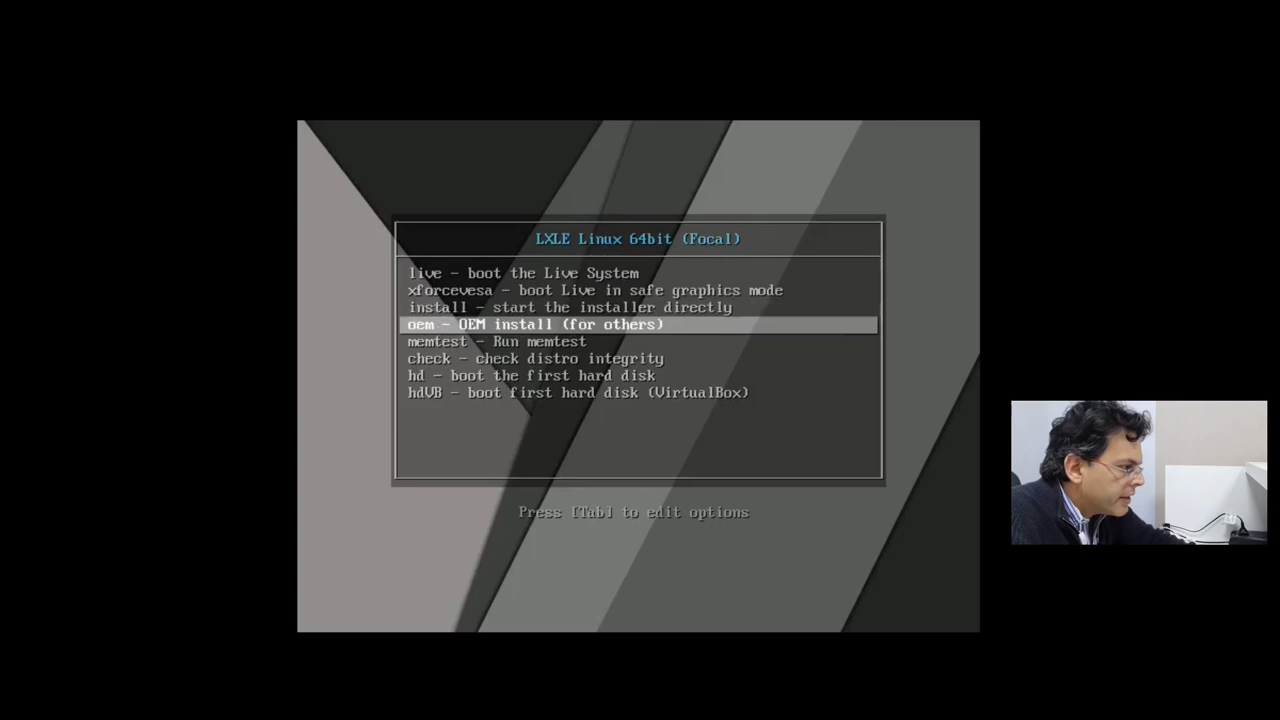 LXLE Linux 64bit (Focal)
live - boot the Live System
xforcevesa - boot Live in safe graphics mode
install - start the installer directly
oem - OEM install (for others)
memtest - Run memtest
check - check distro integrity
hd - boot the first hard disk
hdVB - boot first hard disk (VirtualBox)
Press [Tab] to edit options